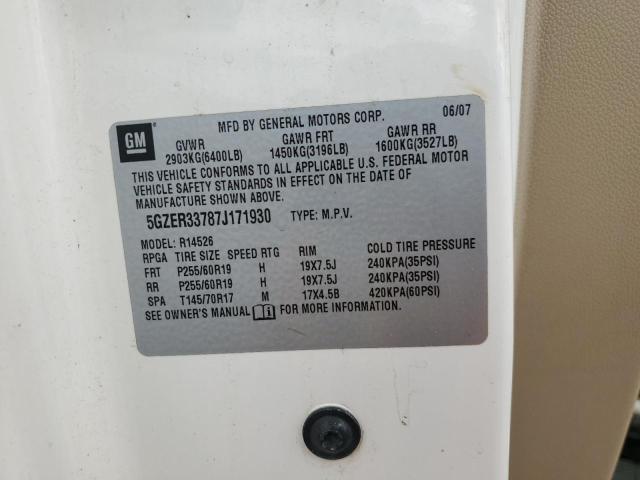 GM
MFD BY GENERAL MOTORS CORP. 06/07
GVWR GAWR FRT GAWR RR
2903KG(6400LB) 1450KG(3196LB) 1600KG(3527LB)
THIS VEHICLE CONFORMS TO ALL APPLICABLE U.S. FEDERAL MOTOR
VEHICLE SAFETY STANDARDS IN EFFECT ON THE DATE OF
MANUFACTURE SHOWN ABOVE.
5GZER33787J171930 TYPE: M.P.V.
MODEL: R14526
RPGA TIRE SIZE SPEED RTG RIM COLD TIRE PRESSURE
FRT P255/60R19 H 19X7.5J 240KPA(35PSI)
RR P255/60R19 H 19X7.5J 240KPA(35PSI)
SPA T145/70R17 M 17X4.5B 420KPA(60PSI)
SEE OWNER'S MANUAL FOR MORE INFORMATION.